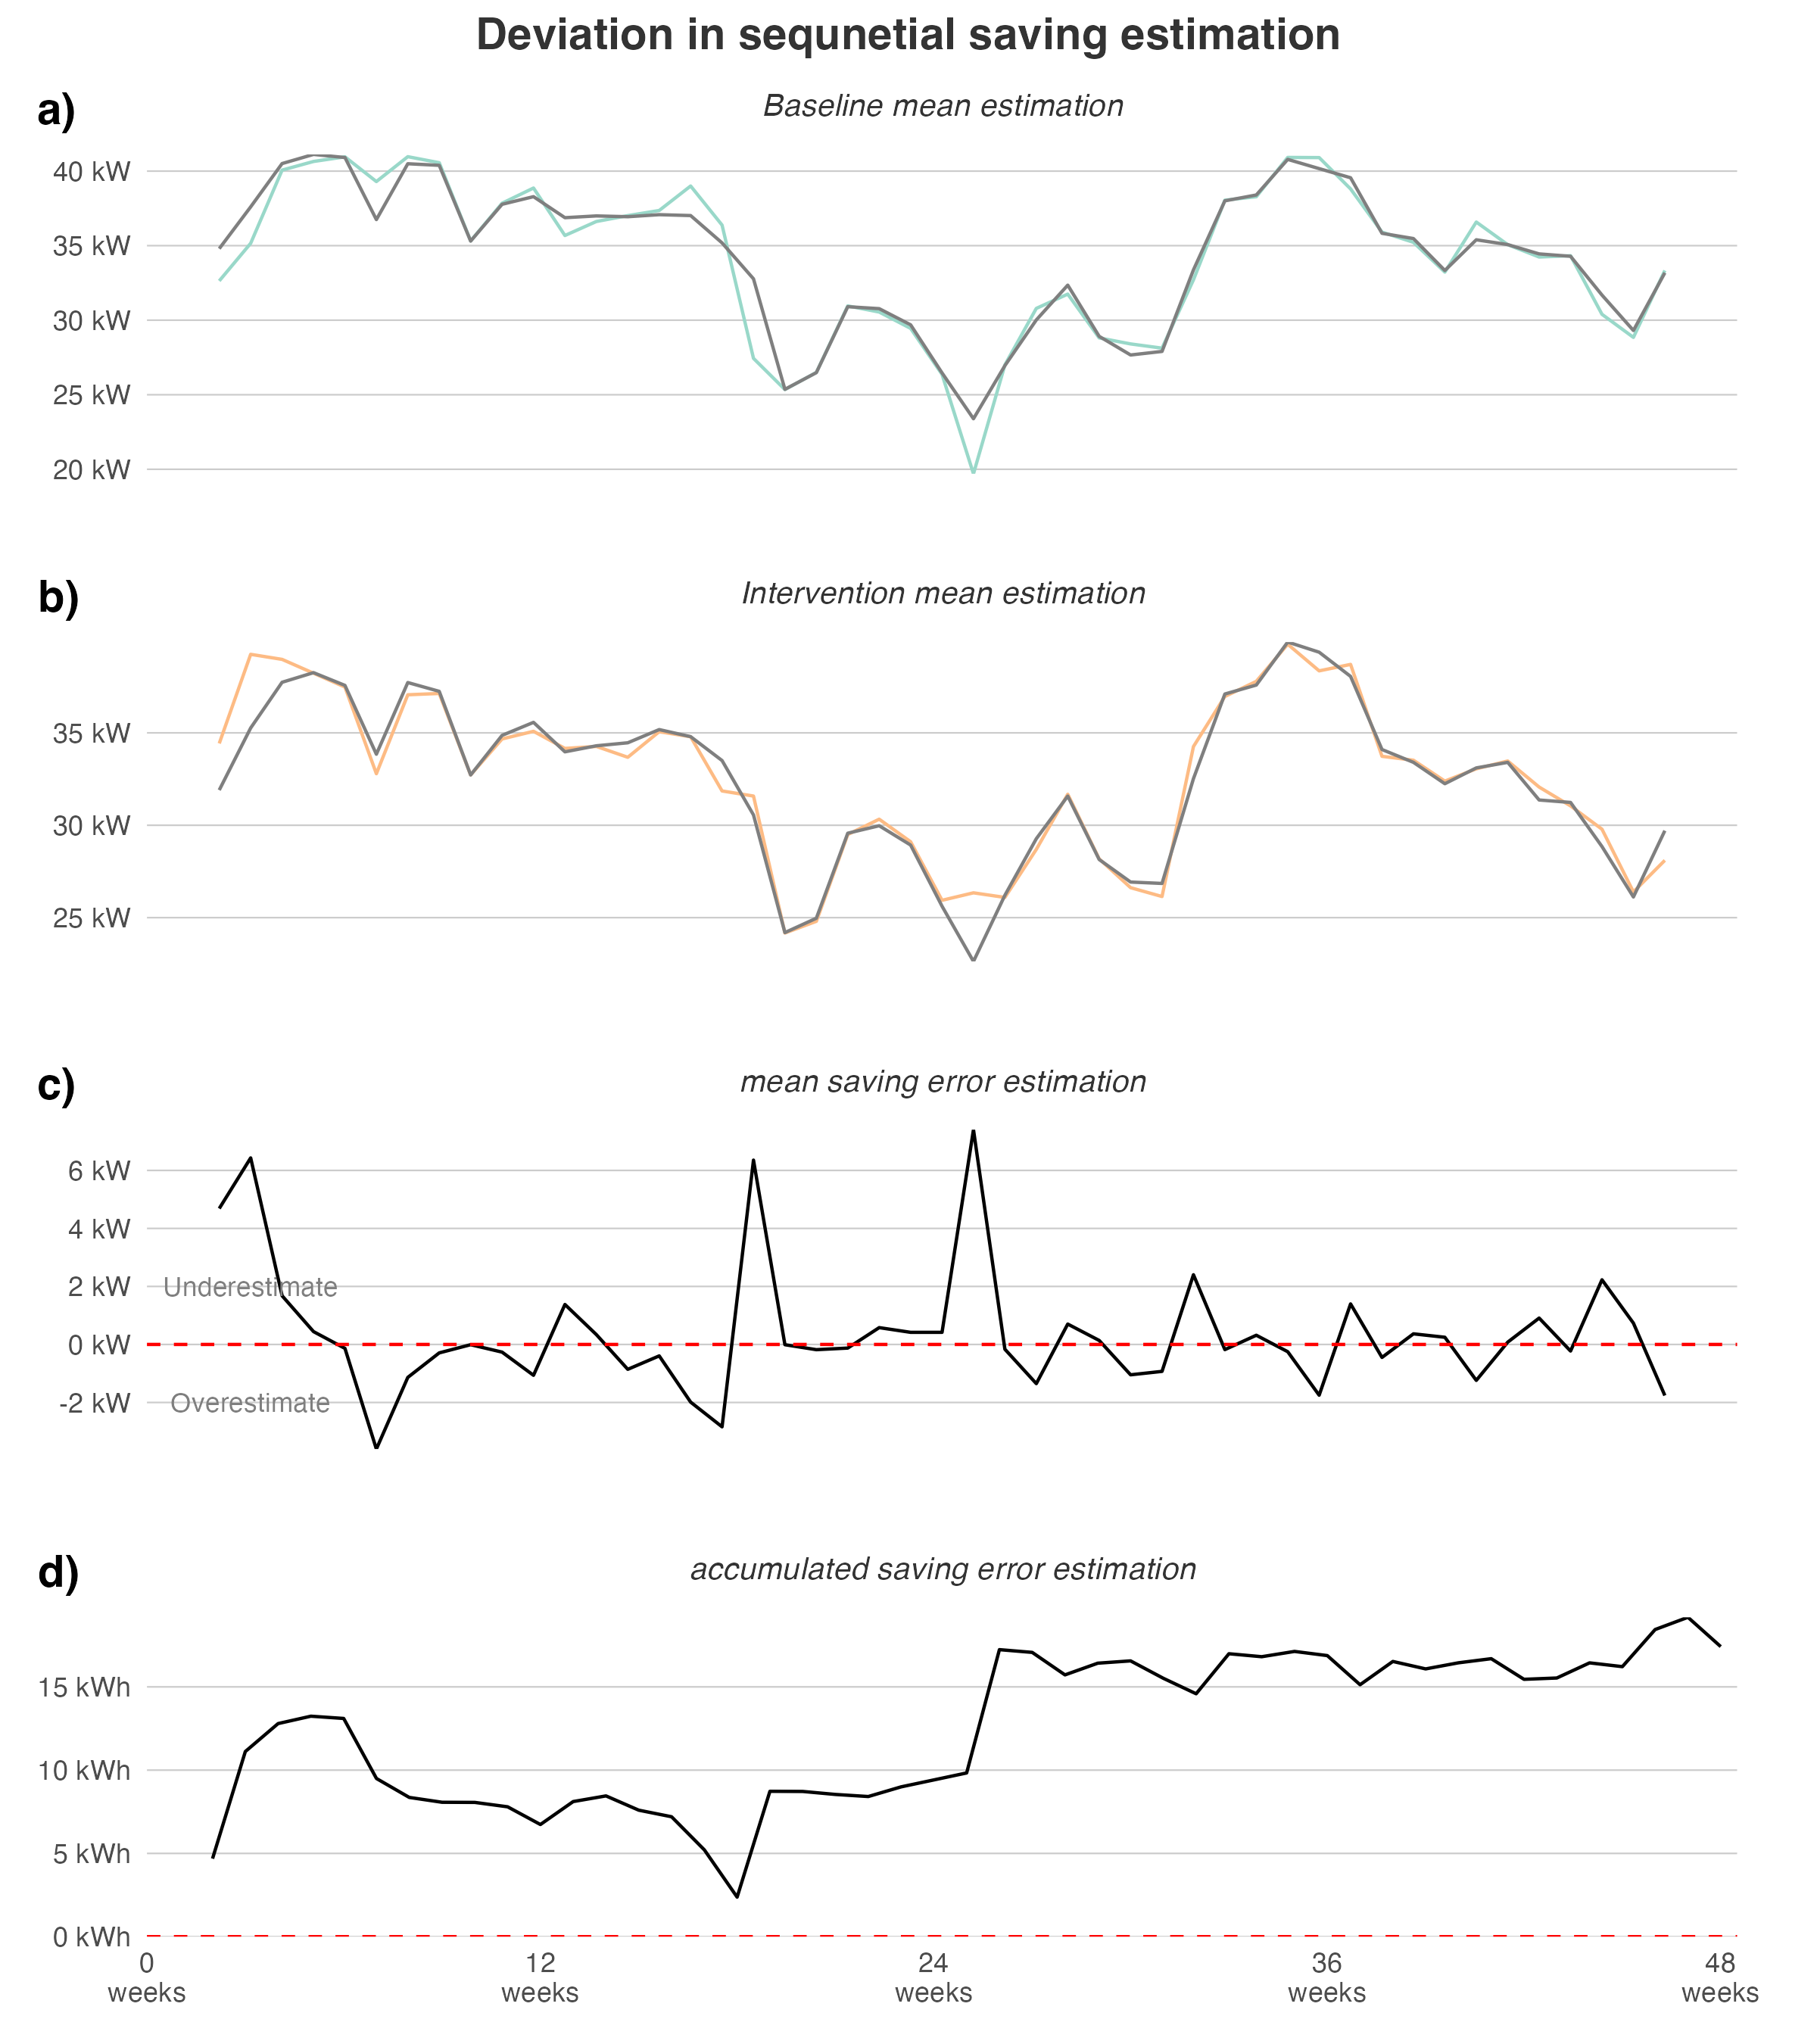 Deviation in sequnetial saving estimation
a)
Baseline mean estimation
40 kW
35 kW
30 kW
25 kW
20 kW
b)
Intervention mean estimation
35 kW
30 kW
25 kW
c)
mean saving error estimation
6 kW
4 kW
2 kW
Underestimate
0 kW
-2 kW
Overestimate
d)
accumulated saving error estimation
15 kWh
10 kWh
5 kWh
0 kWh
0
weeks
12
weeks
24
weeks
36
weeks
48
weeks